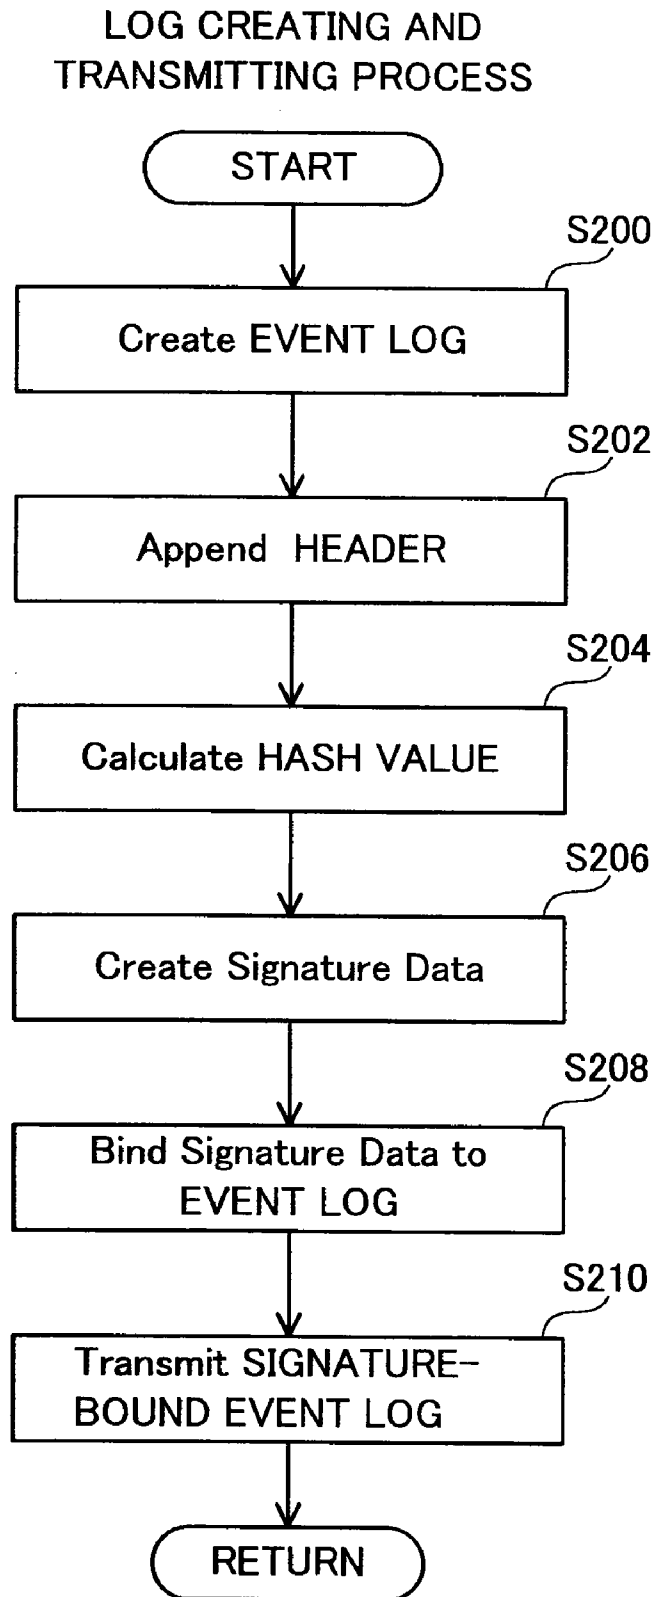 LOG CREATING AND
TRANSMITTING PROCESS
START
S200
Create EVENT LOG
S202
Append HEADER
S204
Calculate HASH VALUE
S206
Create Signature Data
S208
Bind Signature Data to
EVENT LOG
S210
Transmit SIGNATURE-
BOUND EVENT LOG
RETURN